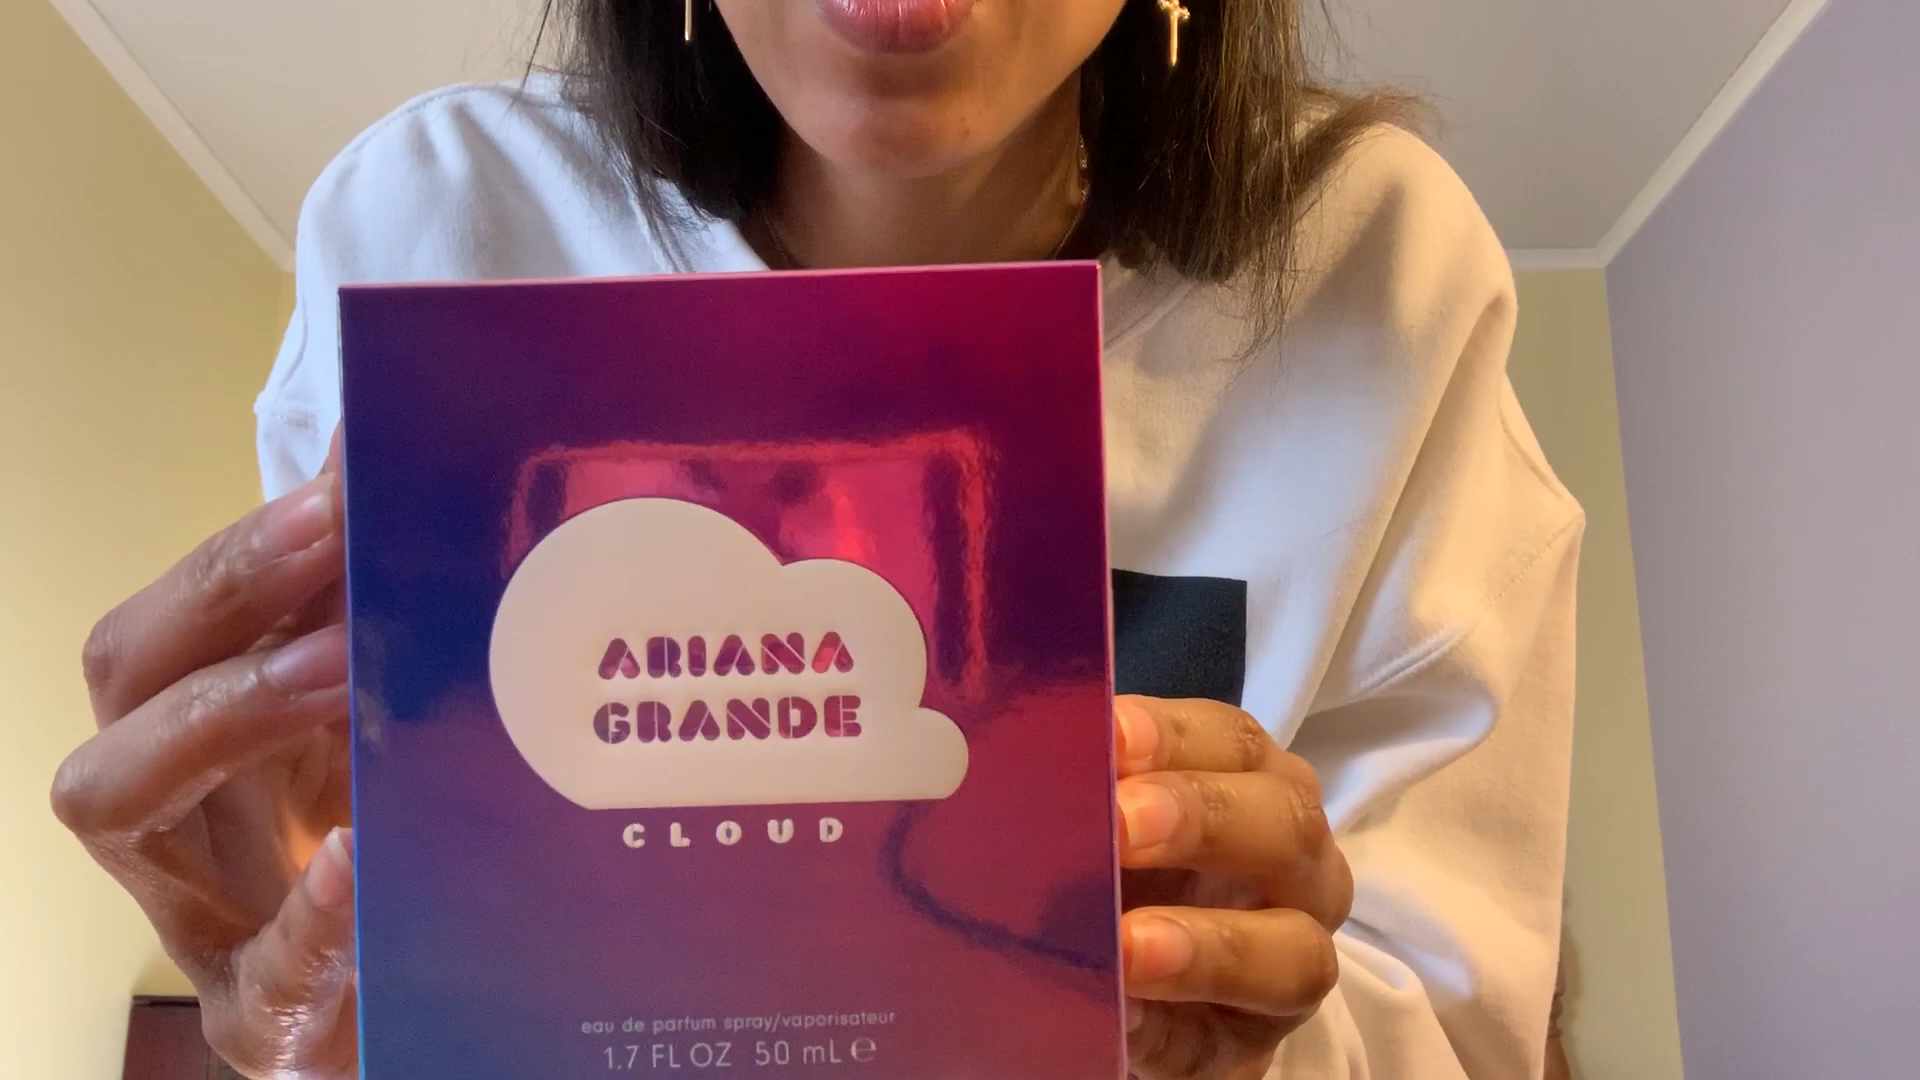 ARIANA
GRANDE
CLOUD
eau de parfum spray/vaporisateur
1.7 FL OZ 50 mL ℮